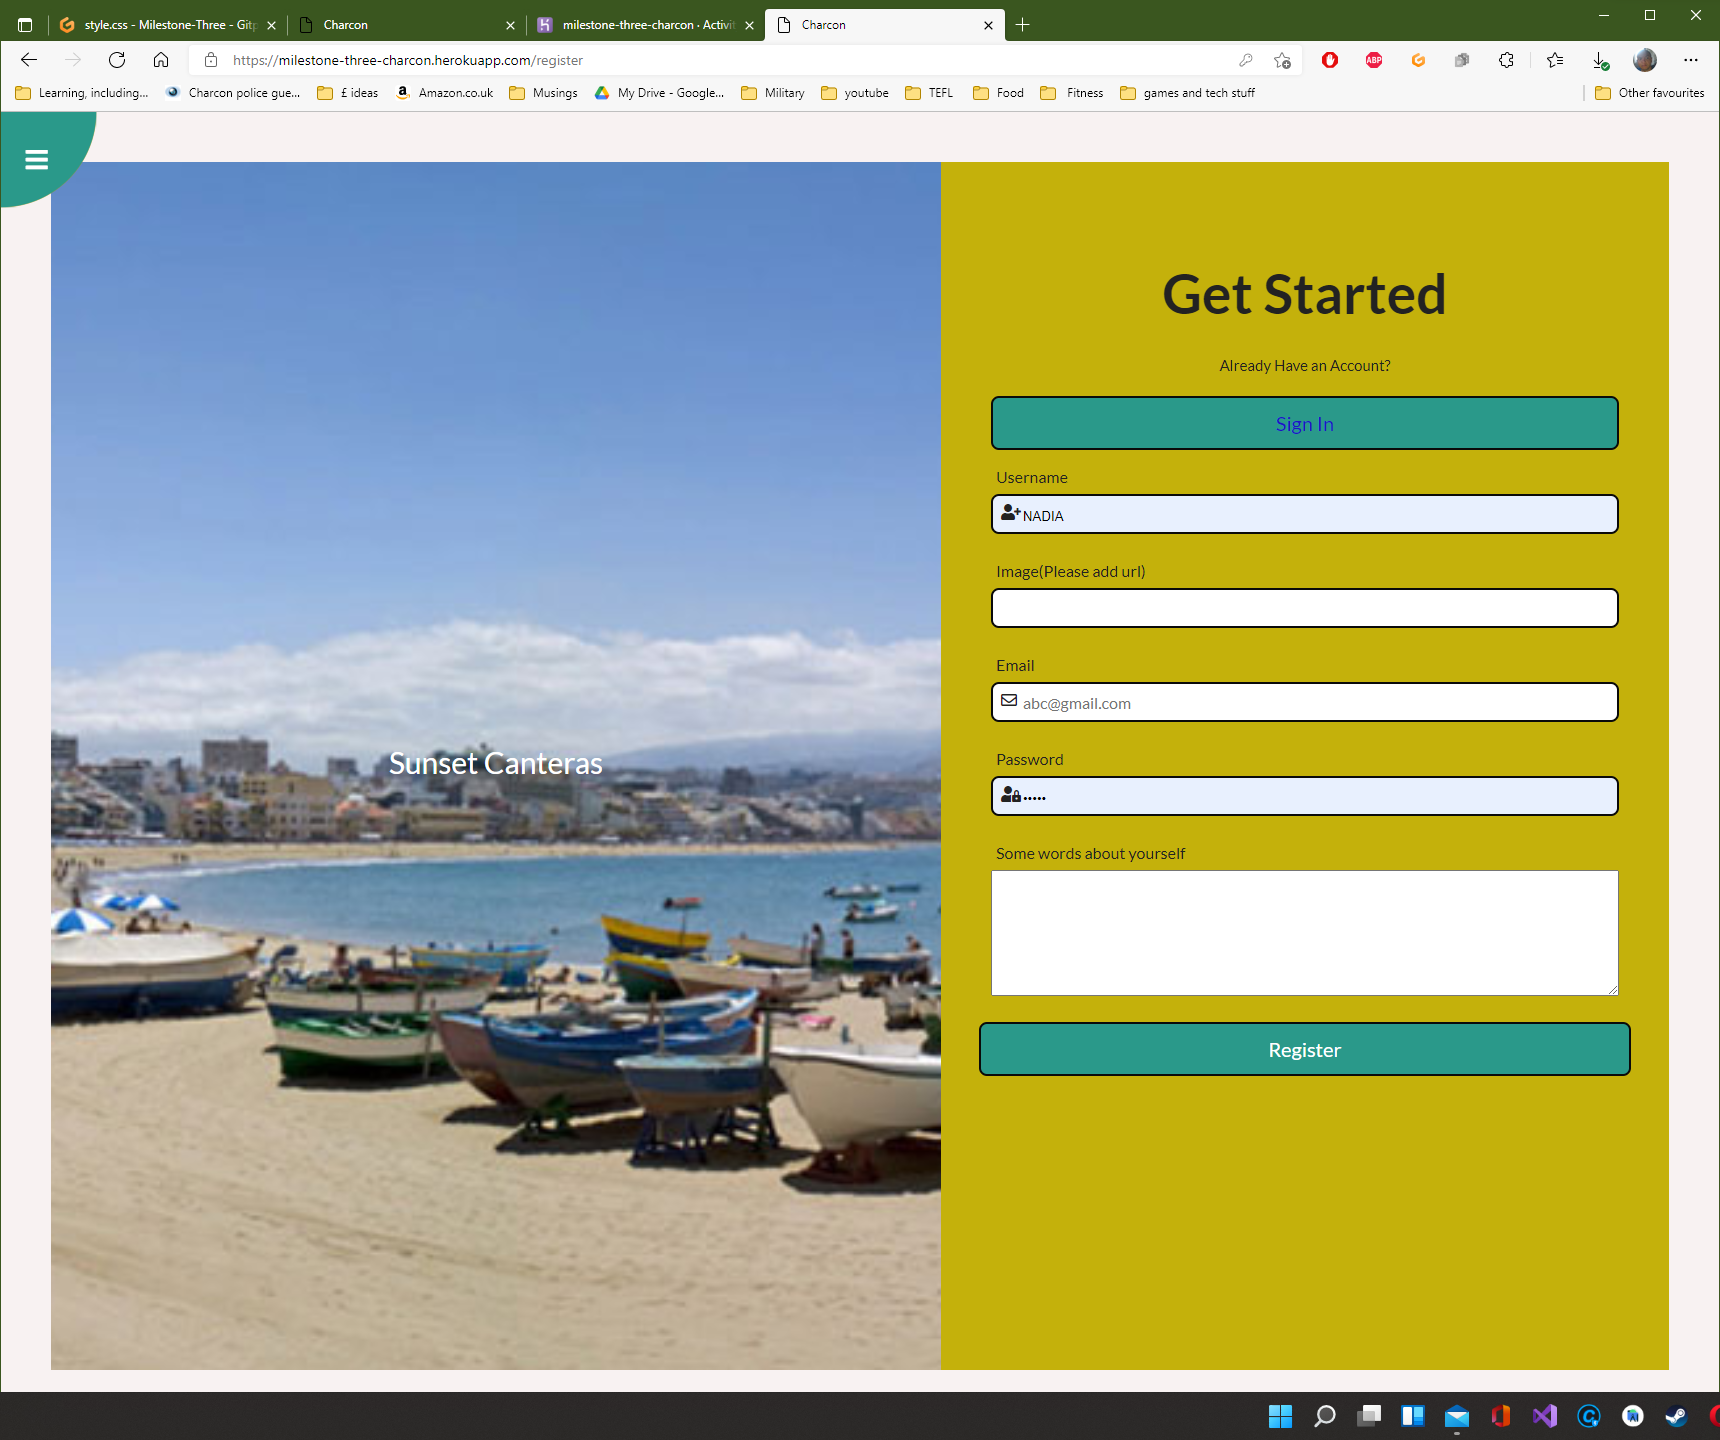 style.css - Milestone-Three - Gitp
Charcon
milestone-three-charcon · Activit
Charcon
https://milestone-three-charcon.herokuapp.com/register
ABP
Learning, including...
Charcon police gue...
£ ideas
Amazon.co.uk
Musings
My Drive - Google...
Military
youtube
TEFL
Food
Fitness
games and tech stuff
Other favourites
Sunset Canteras
Get Started
Already Have an Account?
Sign In
Username
NADIA
Image(Please add url)
Email
abc@gmail.com
Password
•••••
Some words about yourself
Register